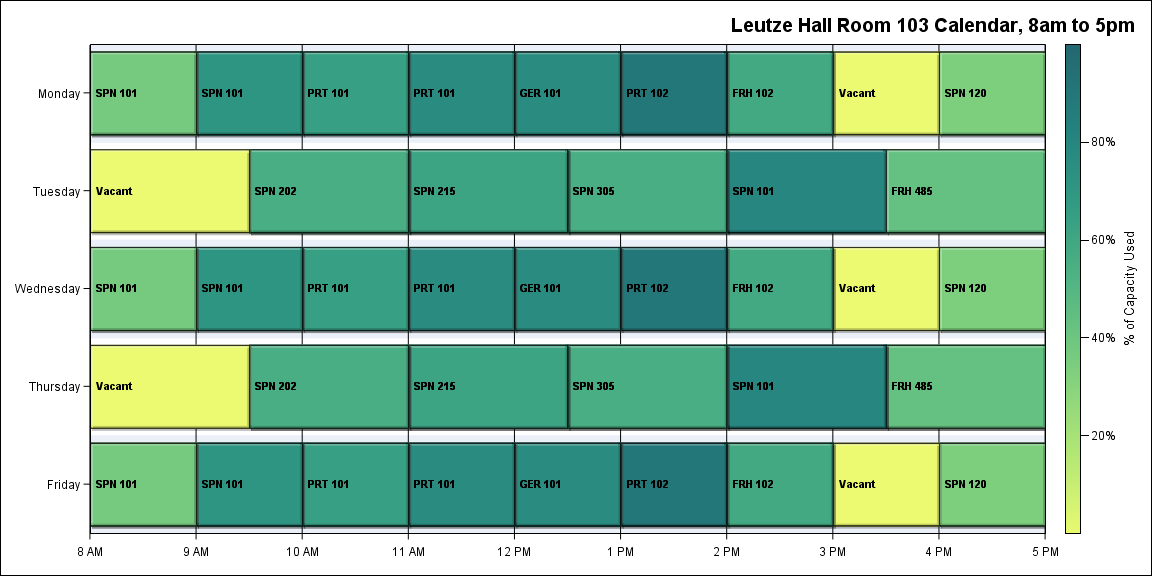 Leutze Hall Room 103 Calendar, 8am to 5pm
Monday
SPN 101
SPN 101
PRT 101
PRT 101
GER 101
PRT 102
FRH 102
Vacant
SPN 120
Tuesday
Vacant
SPN 202
SPN 215
SPN 305
SPN 101
FRH 485
Wednesday
SPN 101
SPN 101
PRT 101
PRT 101
GER 101
PRT 102
FRH 102
Vacant
SPN 120
Thursday
Vacant
SPN 202
SPN 215
SPN 305
SPN 101
FRH 485
Friday
SPN 101
SPN 101
PRT 101
PRT 101
GER 101
PRT 102
FRH 102
Vacant
SPN 120
8 AM
9 AM
10 AM
11 AM
12 PM
1 PM
2 PM
3 PM
4 PM
5 PM
80%
60%
40%
20%
% of Capacity Used